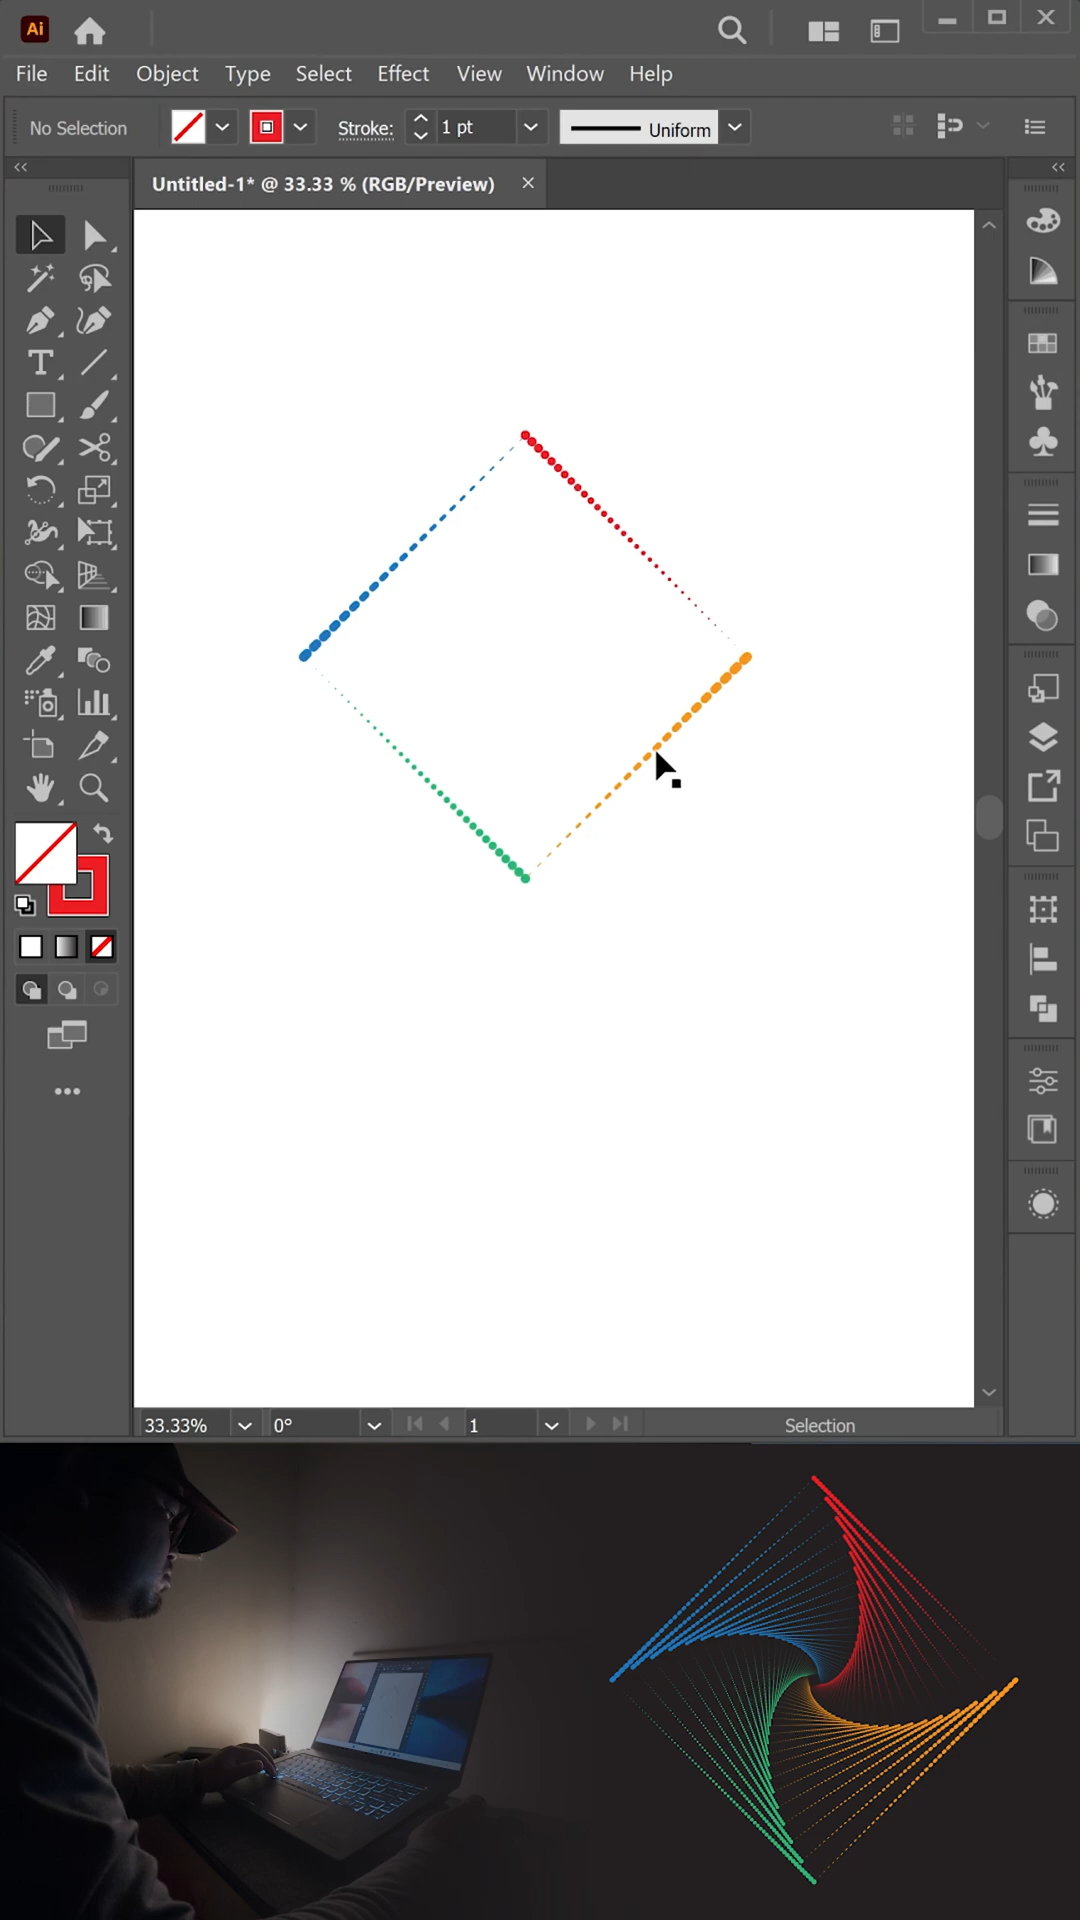 Ai
File Edit Object Type Select Effect View Window Help
No Selection Stroke: 1 pt Uniform
Untitled-1* @ 33.33 % (RGB/Preview)
T
33.33% 0° 1 Selection